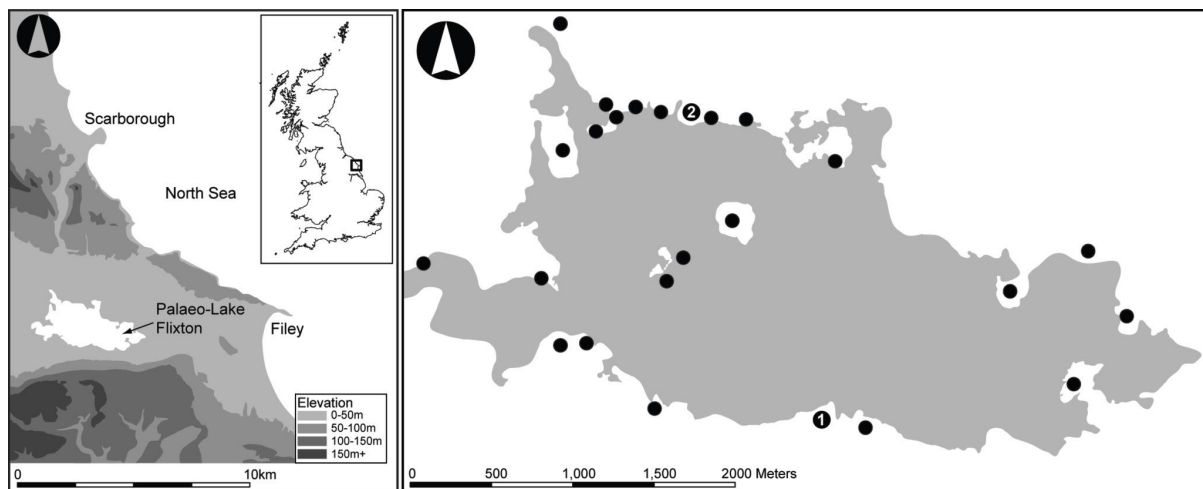 Scarborough
North Sea
Palaeo-Lake
Flixton
Filey
Elevation
0-50m
50-100m
100-150m
150m+
0 10km
2
1
0 500 1,000 1,500 2000 Meters